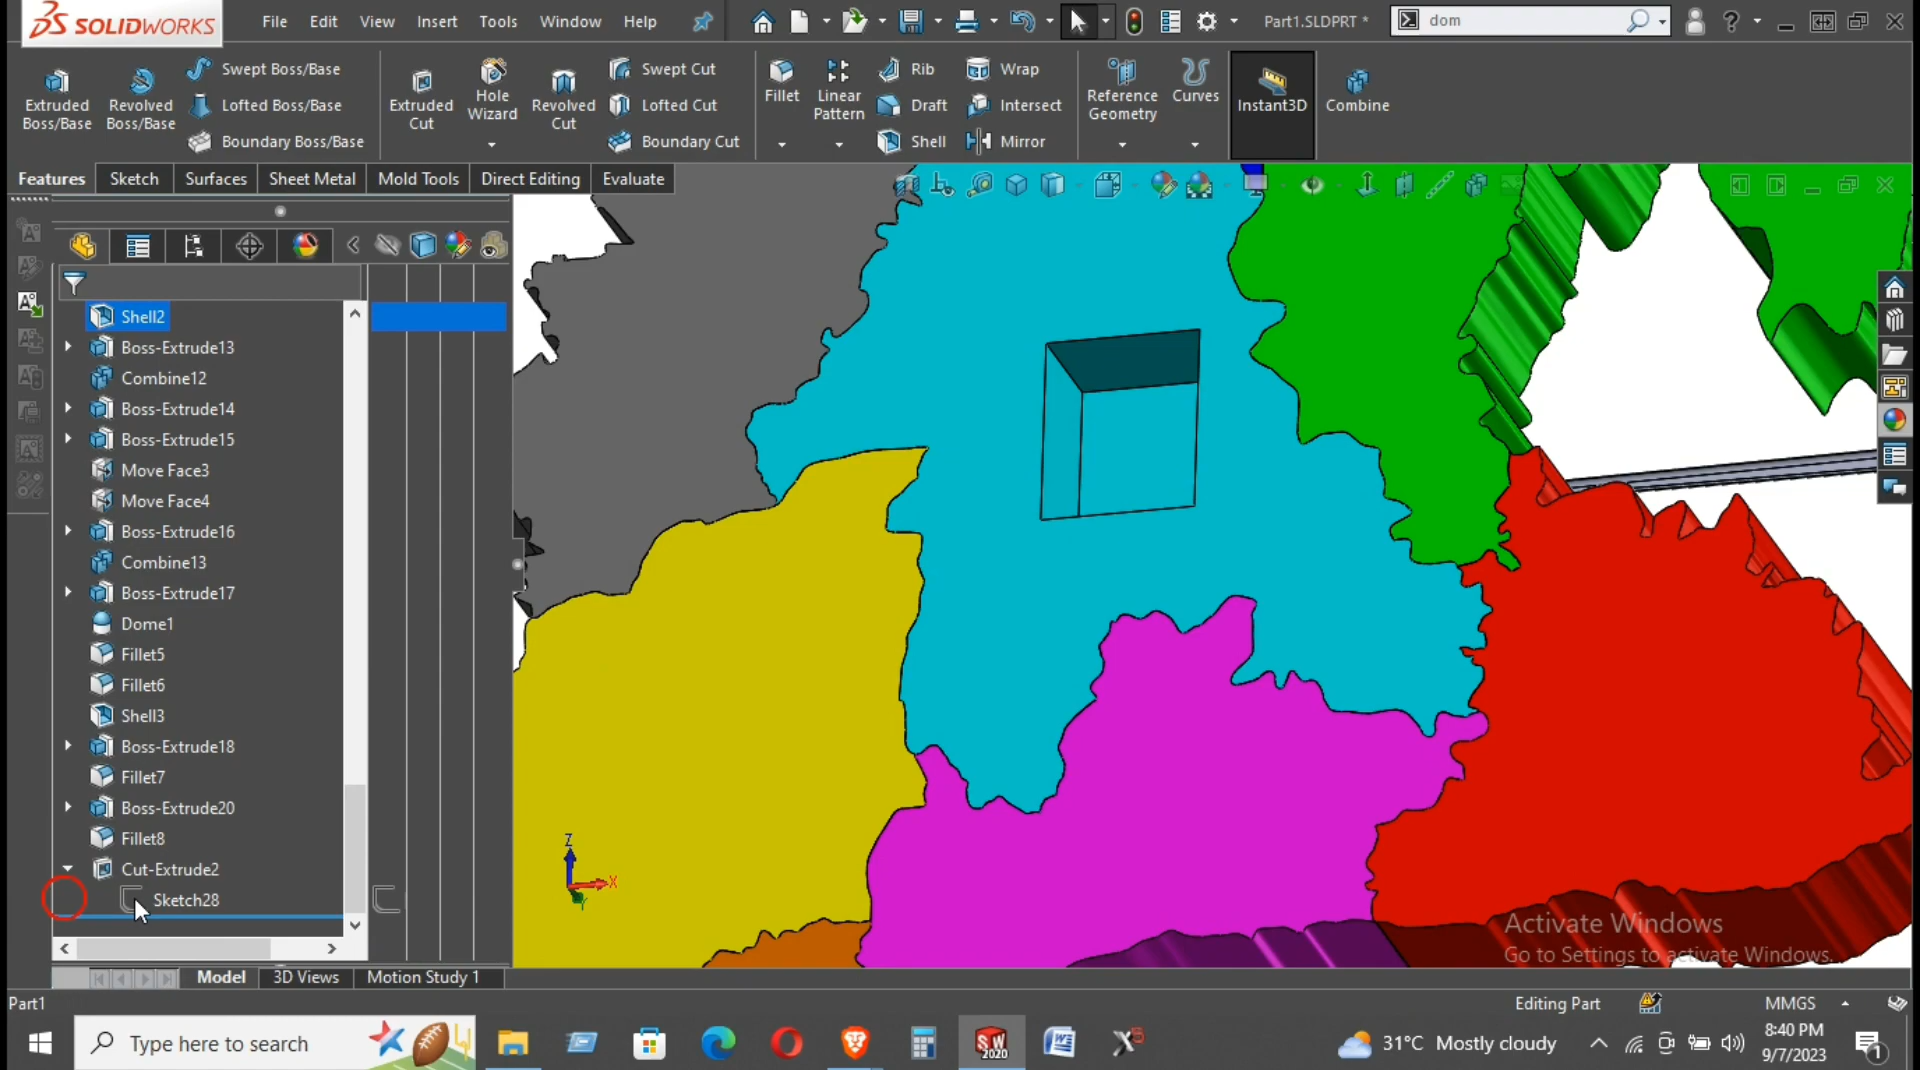 SOLIDWORKS
File Edit View Insert Tools Window Help
Part1.SLDPRT *
dom
Extruded Boss/Base
Revolved Boss/Base
Swept Boss/Base
Lofted Boss/Base
Boundary Boss/Base
Extruded Cut
Hole Wizard
Revolved Cut
Swept Cut
Lofted Cut
Boundary Cut
Fillet
Linear Pattern
Rib
Draft
Shell
Wrap
Intersect
Mirror
Reference Geometry
Curves
Instant3D
Combine
Features Sketch Surfaces Sheet Metal Mold Tools Direct Editing Evaluate
Shell2
Boss-Extrude13
Combine12
Boss-Extrude14
Boss-Extrude15
Move Face3
Move Face4
Boss-Extrude16
Combine13
Boss-Extrude17
Dome1
Fillet5
Fillet6
Shell3
Boss-Extrude18
Fillet7
Boss-Extrude20
Fillet8
Cut-Extrude2
Sketch28
Z
X
Y
Activate Windows
Go to Settings to activate Windows.
Model 3D Views Motion Study 1
Part1
Editing Part
MMGS
Type here to search
SW 2020
31°C Mostly cloudy
8:40 PM
9/7/2023
1